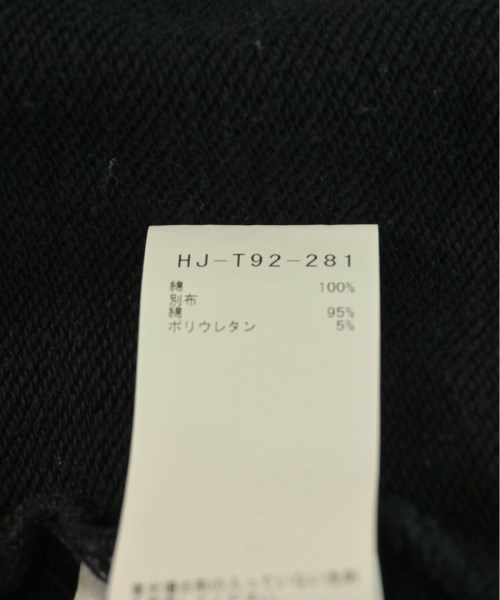 HJ-T92-281
綿 100%
別布
綿 95%
ポリウレタン 5%